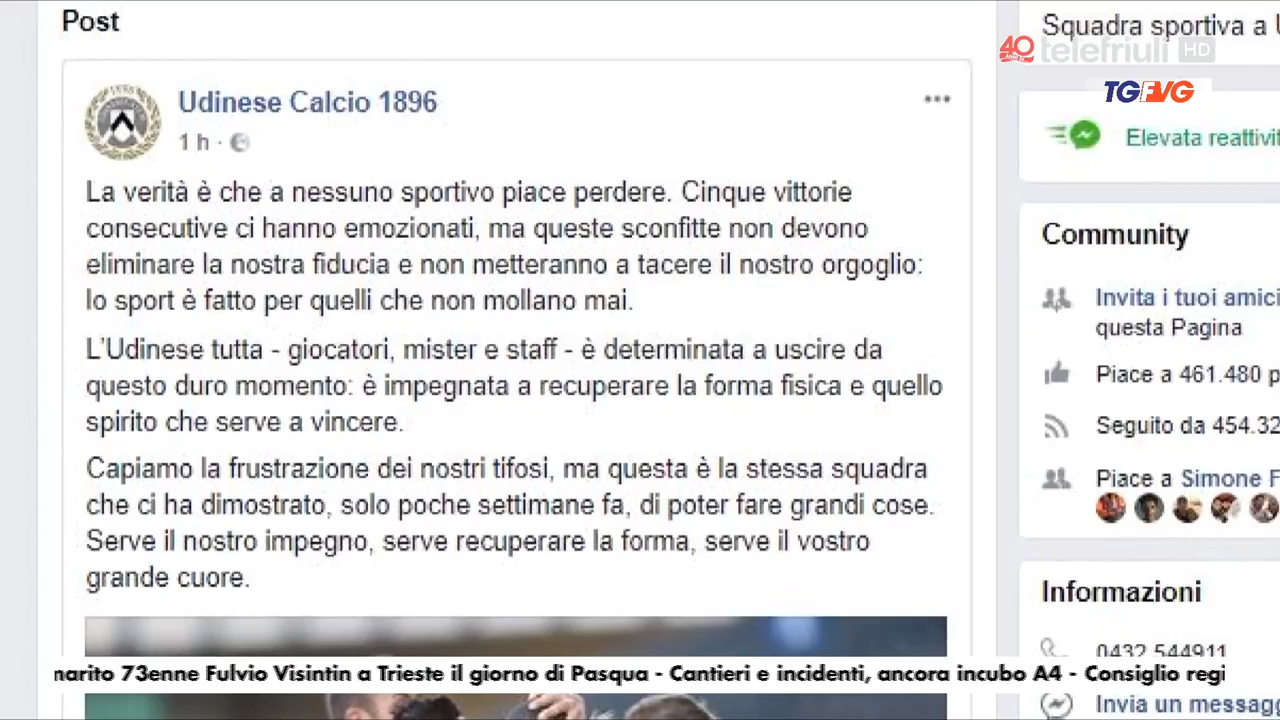 Post
Squadra sportiva a
40 telefriuli HD
TGFVG
Udinese Calcio 1896
1 h ·
Elevata reattivit
La verità è che a nessuno sportivo piace perdere. Cinque vittorie
consecutive ci hanno emozionati, ma queste sconfitte non devono
eliminare la nostra fiducia e non metteranno a tacere il nostro orgoglio:
lo sport è fatto per quelli che non mollano mai.
L'Udinese tutta - giocatori, mister e staff - è determinata a uscire da
questo duro momento: è impegnata a recuperare la forma fisica e quello
spirito che serve a vincere.
Capiamo la frustrazione dei nostri tifosi, ma questa è la stessa squadra
che ci ha dimostrato, solo poche settimane fa, di poter fare grandi cose.
Serve il nostro impegno, serve recuperare la forma, serve il vostro
grande cuore.
Community
Invita i tuoi amici
questa Pagina
Piace a 461.480 p
Seguito da 454.32
Piace a Simone F
Informazioni
0432 544911
Invia un messagg
marito 73enne Fulvio Visintin a Trieste il giorno di Pasqua - Cantieri e incidenti, ancora incubo A4 - Consiglio regi